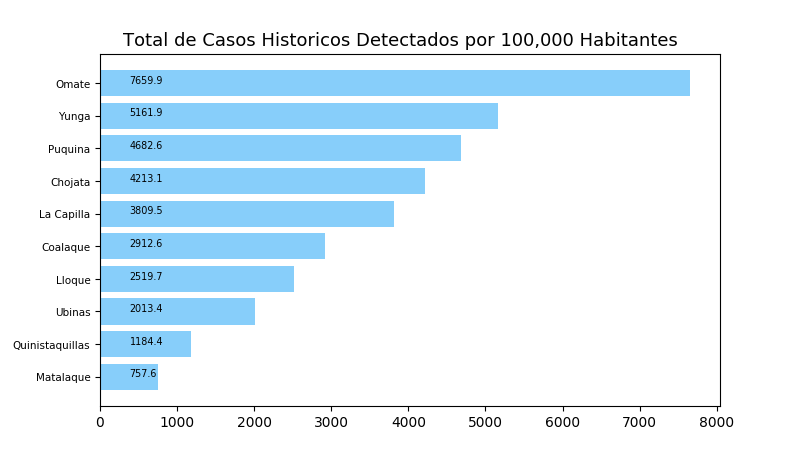 Total de Casos Historicos Detectados por 100,000 Habitantes
Omate 7659.9
Yunga 5161.9
Puquina 4682.6
Chojata 4213.1
La Capilla 3809.5
Coalaque 2912.6
Lloque 2519.7
Ubinas 2013.4
Quinistaquillas 1184.4
Matalaque 757.6
0 1000 2000 3000 4000 5000 6000 7000 8000